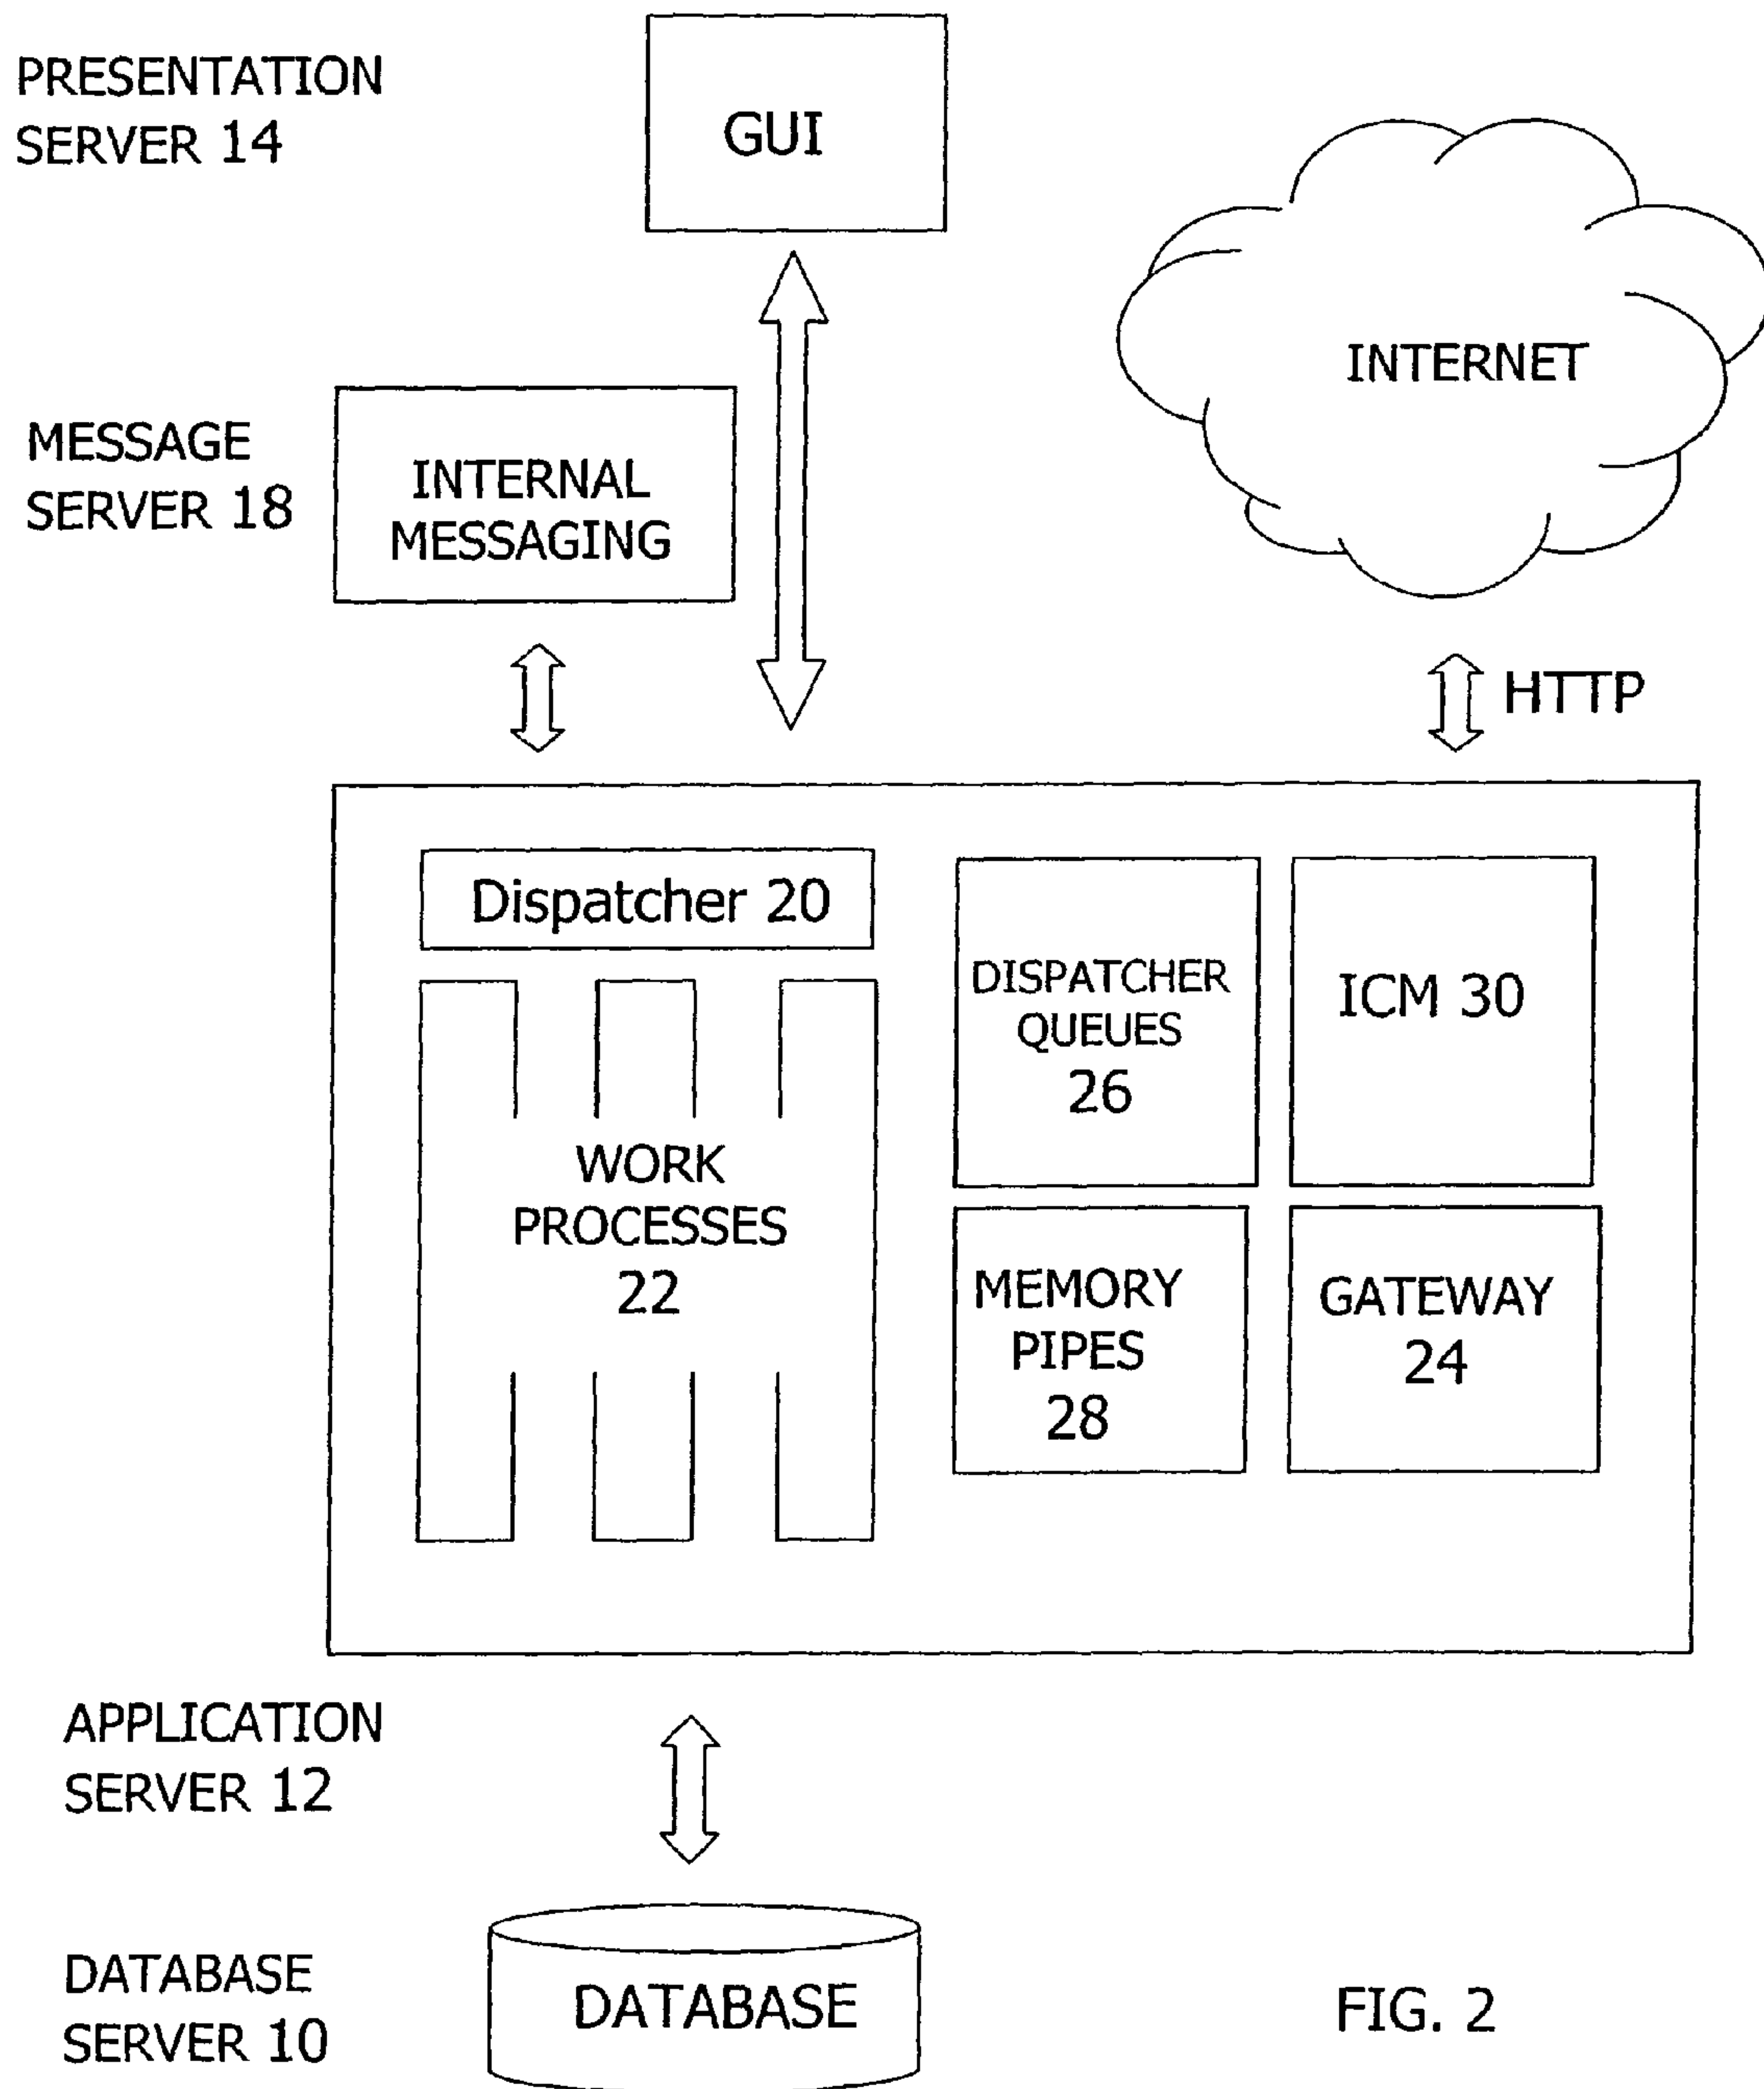 PRESENTATION
SERVER 14
GUI
INTERNET
MESSAGE
SERVER 18
INTERNAL
MESSAGING
HTTP
Dispatcher 20
DISPATCHER
QUEUES
26
ICM 30
WORK
PROCESSES
22
MEMORY
PIPES
28
GATEWAY
24
APPLICATION
SERVER 12
DATABASE
SERVER 10
DATABASE
FIG. 2